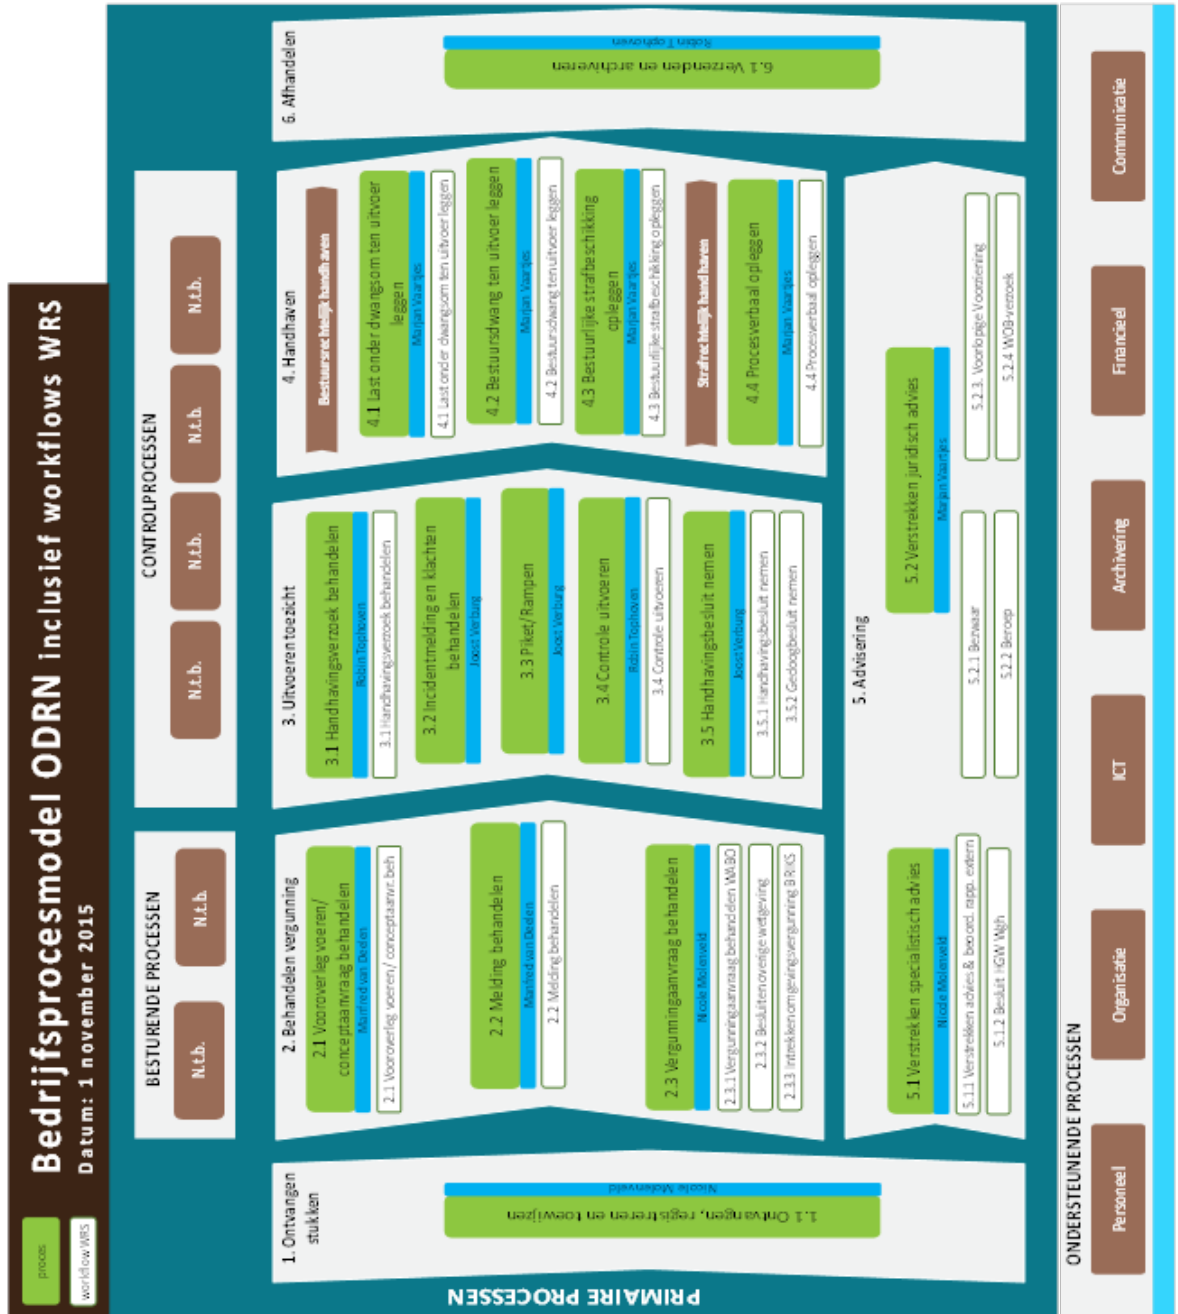 Bedrijfsprocesmodel ODRN inclusief workflows WRS
Datum: 1 november 2015
proces
workflow WRS
BESTURENDE PROCESSEN
N.t.b.
N.t.b.
CONTROLPROCESSEN
N.t.b.
N.t.b.
N.t.b.
N.t.b.
PRIMAIRE PROCESSEN
1. Ontvangen
stukken
1.1 Ontvangen, registreren en toewijzen
Nicole Molenveld
2. Behandelen vergunning
2.1 Vooroverleg voeren/
conceptaanvraag behandelen
Manfred van Deelen
2.1 Vooroverleg voeren/ conceptaanvr. beh
2.2 Melding behandelen
Manfred van Deelen
2.2 Melding behandelen
2.3 Vergunningaanvraag behandelen
Nicole Molenveld
2.3.1 Vergunningaanvraag behandelen WABO
2.3.2 Besluiten overige wetgeving
2.3.3 Intrekken omgevingsvergunning BRIKS
3. Uitvoeren toezicht
3.1 Handhavingsverzoek behandelen
Robin Tophoven
3.1 Handhavingsverzoek behandelen
3.2 Incidentmelding en klachten
behandelen
Joost Verburg
3.3 Piket/ Rampen
Joost Verburg
3.4 Controle uitvoeren
Robin Tophoven
3.4 Controle uitvoeren
3.5 Handhavingsbesluit nemen
Joost Verburg
3.5.1 Handhavingsbesluit nemen
3.5.2 Gedoogbesluit nemen
4. Handhaven
Bestuursrechtelijk handhaven
4.1 Last onder dwangsom ten uitvoer
leggen
Marjan Vaartjes
4.1 Last onder dwangsom ten uitvoer leggen
4.2 Bestuursdwang ten uitvoer leggen
Marjan Vaartjes
4.2 Bestuursdwang ten uitvoer leggen
4.3 Bestuurlijke strafbeschikking
opleggen
Marjan Vaartjes
4.3 Bestuurlijke strafbeschikking opleggen
Strafrechtelijk handhaven
4.4 Procesverbaal opleggen
Marjan Vaartjes
4.4 Procesverbaal opleggen
5. Advisering
5.1 Verstrekken specialistisch advies
Nicole Molenveld
5.1.1 Verstrekken advies & beoord. rapp. extern
5.1.2 Besluit HGW Wgh
5.2 Verstrekken juridisch advies
Marjan Vaartjes
5.2.1 Bezwaar
5.2.2 Beroep
5.2.3. Voorlopige Voorziening
5.2.4 WOB-verzoek
6. Afhandelen
6.1 Verzenden en archiveren
Robin Tophoven
ONDERSTEUNENDE PROCESSEN
Personeel
Organisatie
ICT
Archivering
Financieel
Communicatie